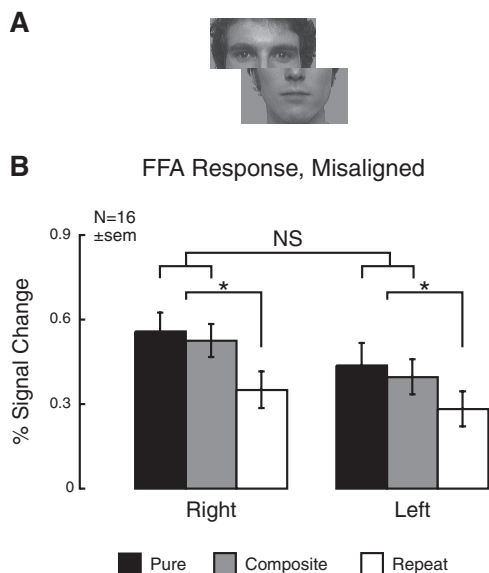 A
B FFA Response, Misaligned
N=16
±sem
NS
* *
% Signal Change
0.9
0.6
0.3
0
Right Left
Pure Composite Repeat